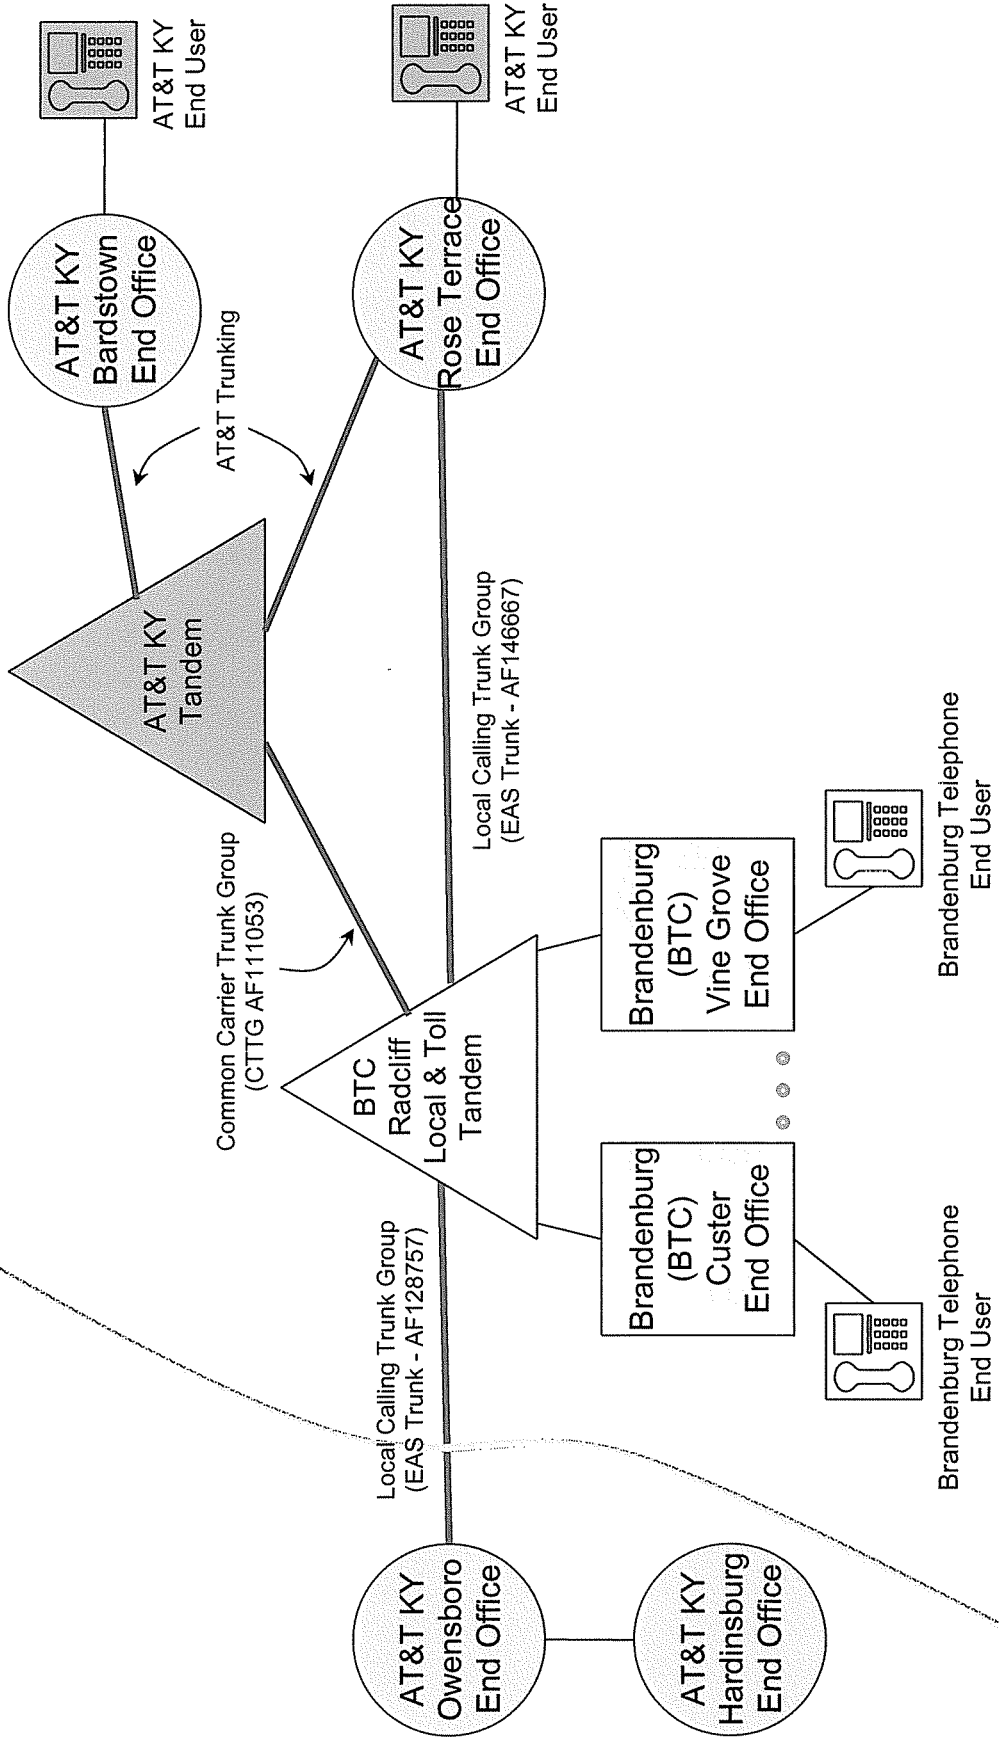 AT&T KY
Bardstown
End Office
AT&T KY
End User
AT&T KY
Tandem
AT&T Trunking
Common Carrier Trunk Group
(CTTG AF111053)
Local Calling Trunk Group
(EAS Trunk - AF128757)
BTC
Radcliff
Local & Toll
Tandem
AT&T KY
Owensboro
End Office
AT&T KY
Rose Terrace
End Office
AT&T KY
End User
Local Calling Trunk Group
(EAS Trunk - AF146667)
AT&T KY
Hardinsburg
End Office
Brandenburg
(BTC)
Custer
End Office
Brandenburg
(BTC)
Vine Grove
End Office
Brandenburg Telephone
End User
Brandenburg Telephone
End User